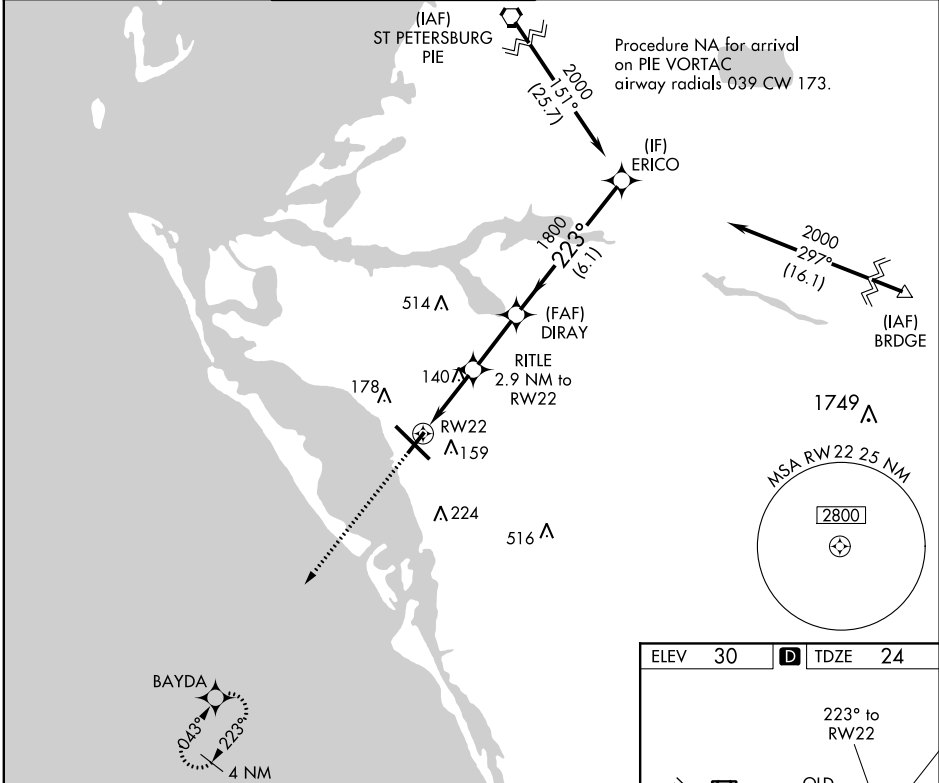 (IAF)
ST PETERSBURG
PIE
Procedure NA for arrival
on PIE VORTAC
airway radials 039 CW 173.
2000
151°
(25.7)
(IF)
ERICO
1800
223°
(6.1)
2000
297°
(16.1)
(IAF)
BRDGE
514
(FAF)
DIRAY
RITLE
2.9 NM to
RW22
140
178
RW22
159
1749
MSA RW 22 25 NM
2800
224
516
ELEV 30 D TDZE 24
BAYDA
043°
223°
4 NM
223° to
RW22